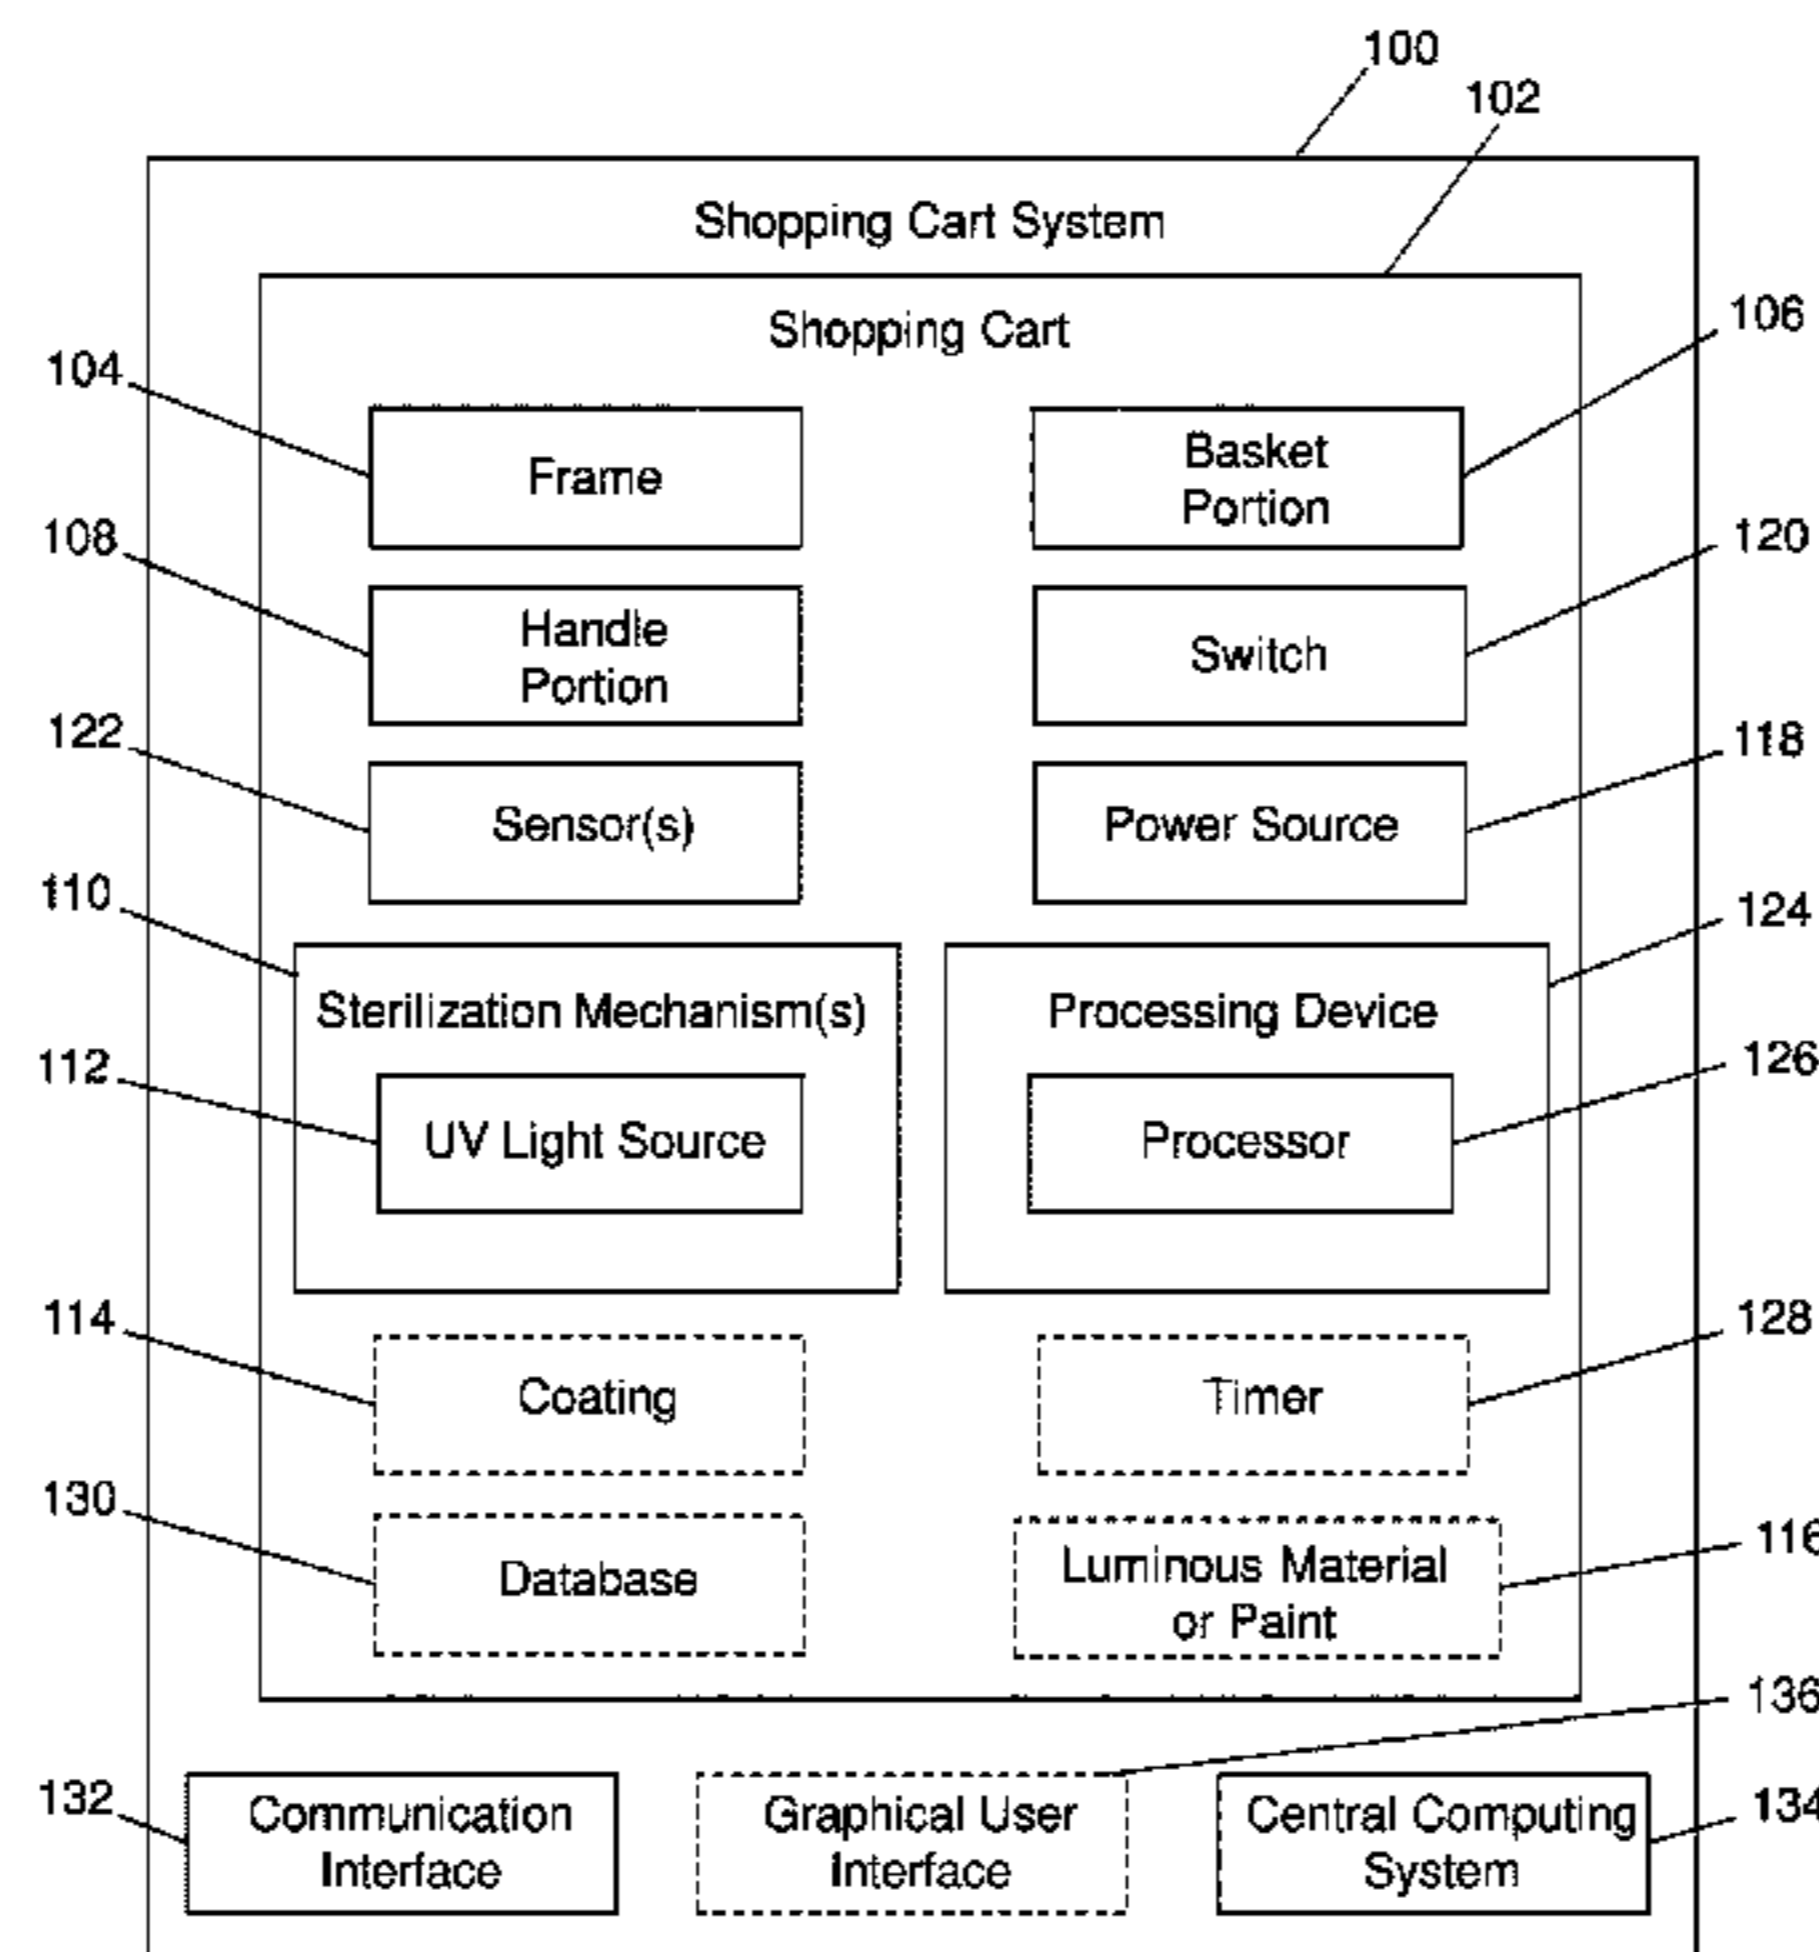 100
102
Shopping Cart System
Shopping Cart
106
104
Frame
Basket
Portion
108
120
Handle
Portion
Switch
122
118
Sensor(s)
Power Source
110
124
Sterilization Mechanism(s)
Processing Device
112
126
UV Light Source
Processor
114
128
Coating
Timer
130
116
Database
Luminous Material
or Paint
136
132
134
Communication
Interface
Graphical User
Interface
Central Computing
System